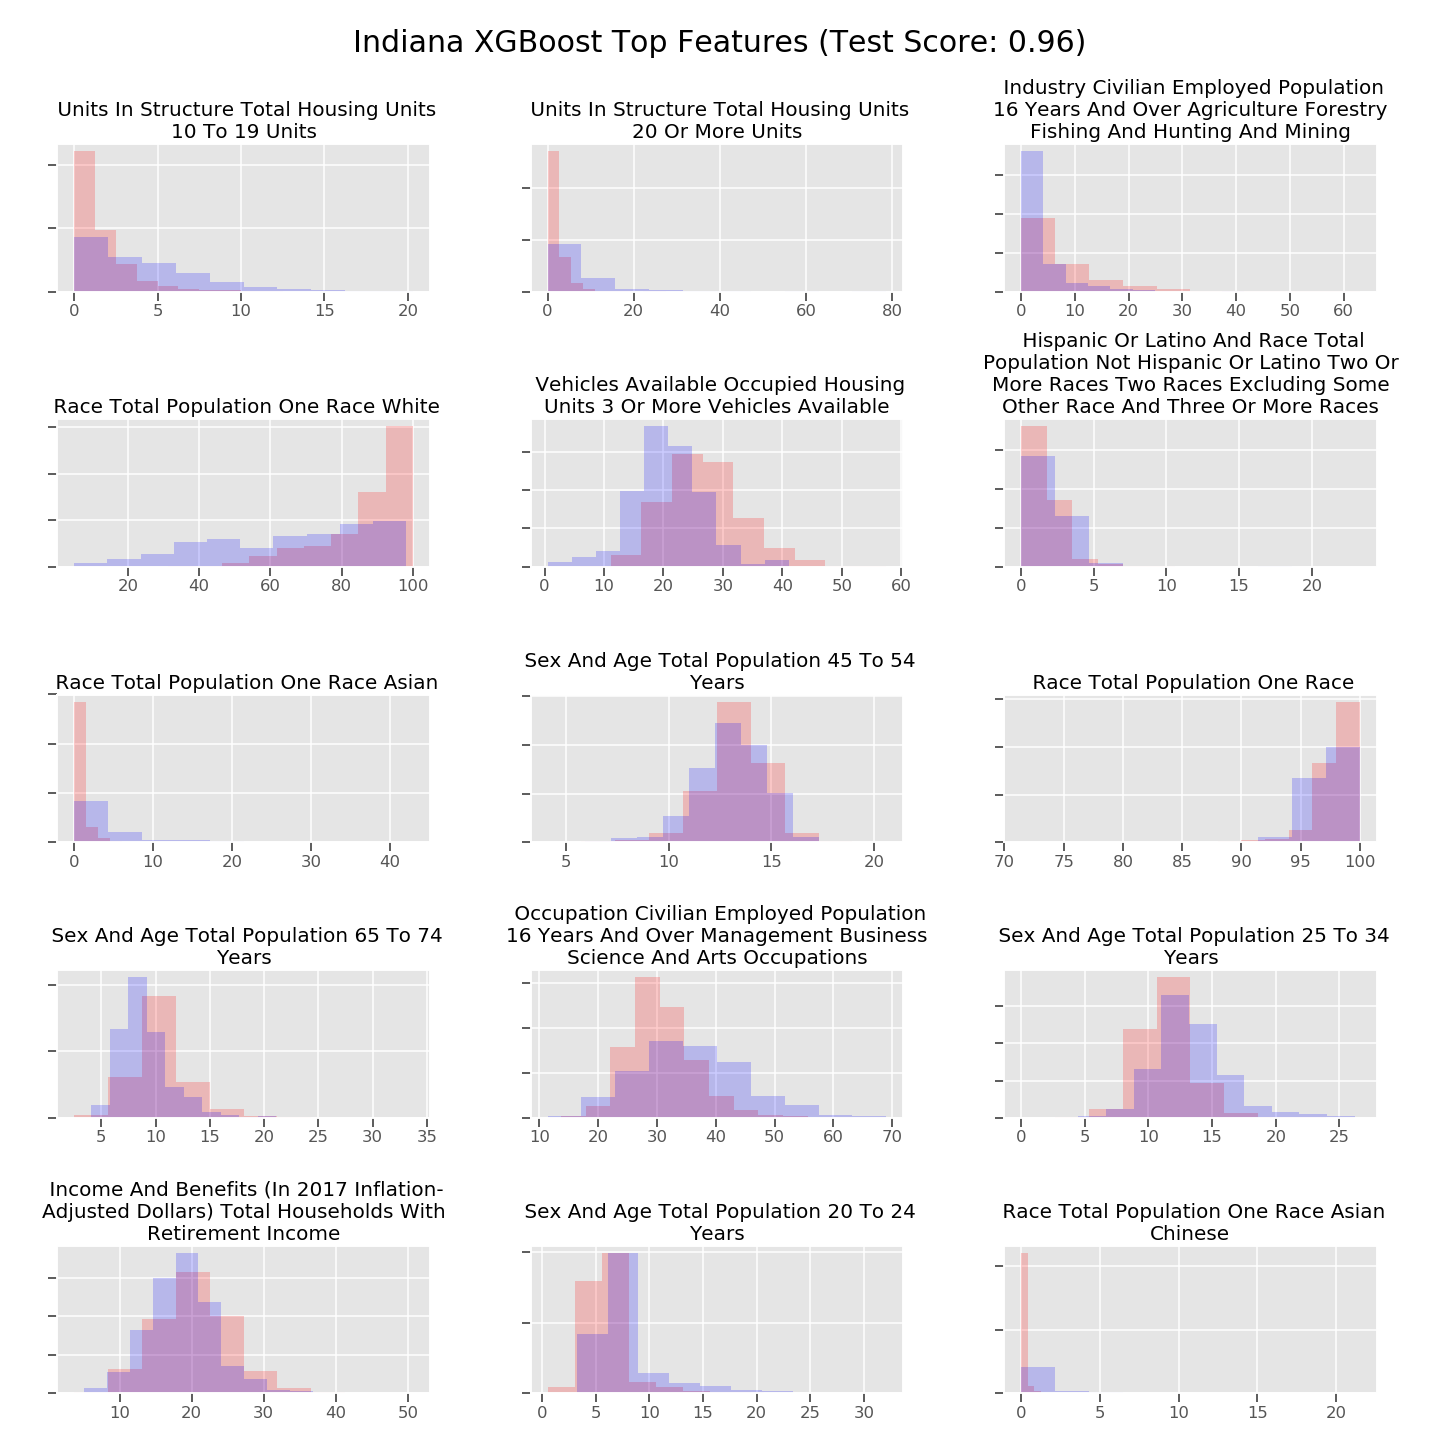 Indiana XGBoost Top Features (Test Score: 0.96)
Units In Structure Total Housing Units
10 To 19 Units
0 5 10 15 20
Units In Structure Total Housing Units
20 Or More Units
0 20 40 60 80
Industry Civilian Employed Population
16 Years And Over Agriculture Forestry
Fishing And Hunting And Mining
0 10 20 30 40 50 60
Race Total Population One Race White
20 40 60 80 100
Vehicles Available Occupied Housing
Units 3 Or More Vehicles Available
0 10 20 30 40 50 60
Hispanic Or Latino And Race Total
Population Not Hispanic Or Latino Two Or
More Races Two Races Excluding Some
Other Race And Three Or More Races
0 5 10 15 20
Race Total Population One Race Asian
0 10 20 30 40
Sex And Age Total Population 45 To 54
Years
5 10 15 20
Race Total Population One Race
70 75 80 85 90 95 100
Sex And Age Total Population 65 To 74
Years
5 10 15 20 25 30 35
Occupation Civilian Employed Population
16 Years And Over Management Business
Science And Arts Occupations
10 20 30 40 50 60 70
Sex And Age Total Population 25 To 34
Years
0 5 10 15 20 25
Income And Benefits (In 2017 Inflation-
Adjusted Dollars) Total Households With
Retirement Income
10 20 30 40 50
Sex And Age Total Population 20 To 24
Years
0 5 10 15 20 25 30
Race Total Population One Race Asian
Chinese
0 5 10 15 20